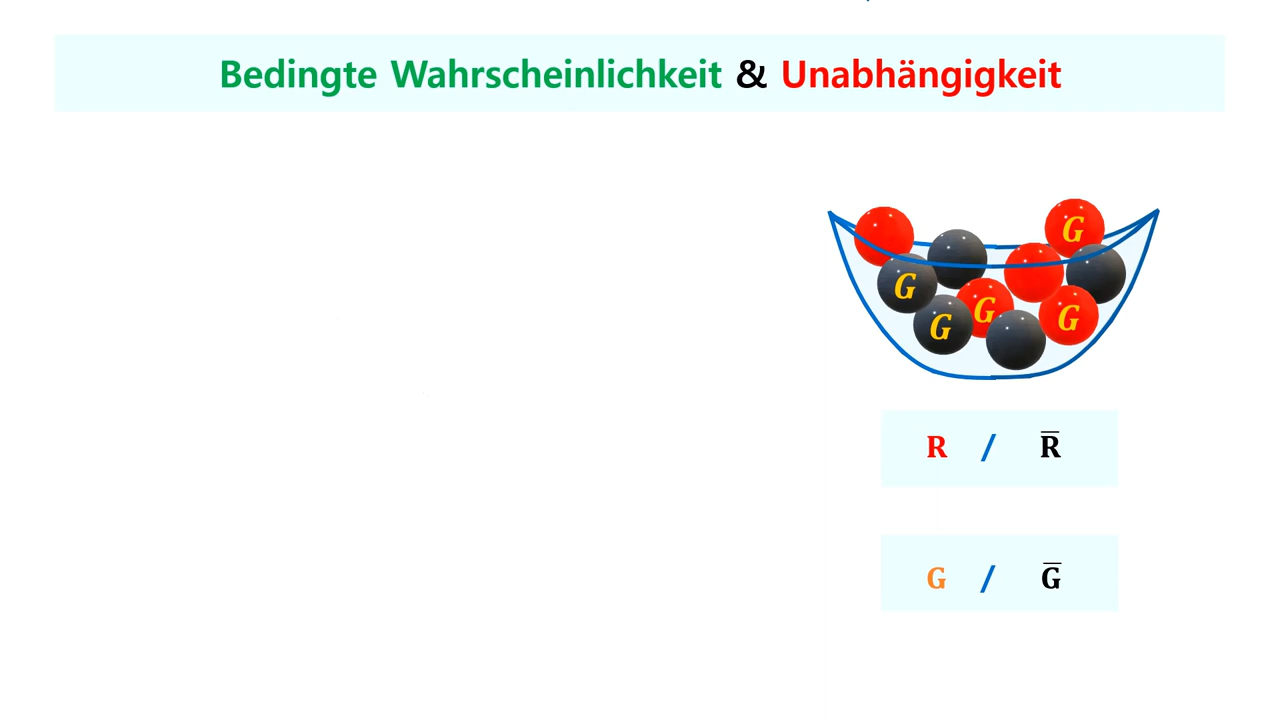 Bedingte Wahrscheinlichkeit & Unabhängigkeit
G
G
G
G
G
R / R̅
G / G̅